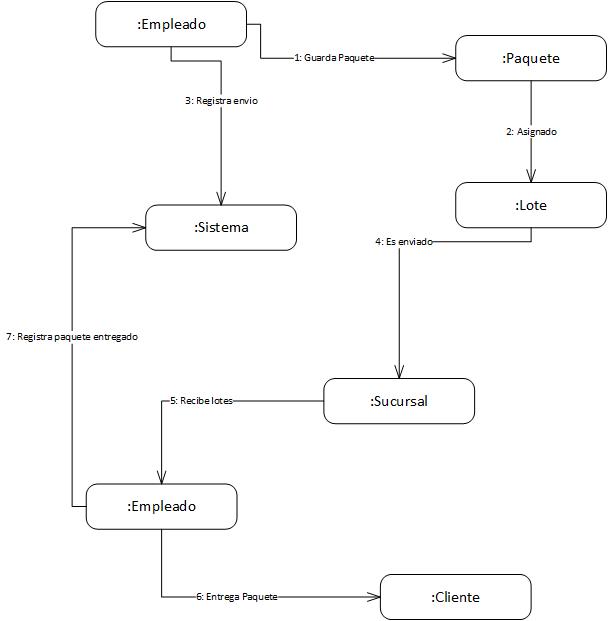 :Empleado
1: Guarda Paquete
:Paquete
3: Registra envio
2: Asignado
:Lote
:Sistema
4: Es enviado
7: Registra paquete entregado
:Sucursal
5: Recibe lotes
:Empleado
6: Entrega Paquete
:Cliente